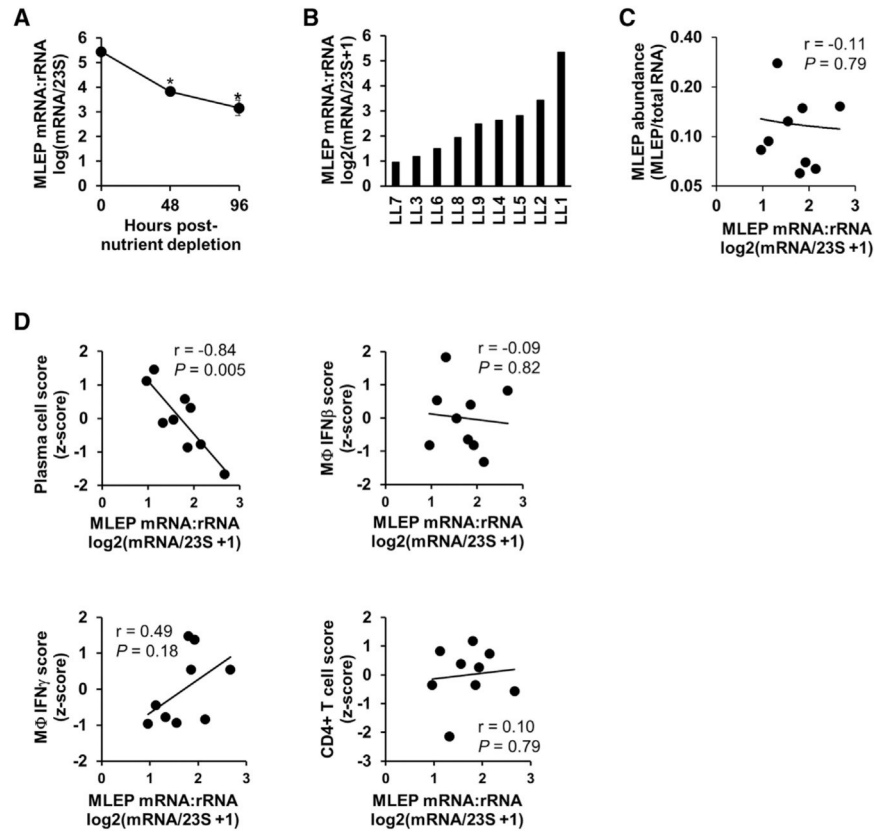 A
MLEP mRNA:rRNA
log(mRNA/23S)
6
5
4
3
2
1
0
*
*
0
48
96
Hours post-
nutrient depletion
B
MLEP mRNA:rRNA
log2(mRNA/23S+1)
6
5
4
3
2
1
0
LL7
LL3
LL6
LL8
LL9
LL4
LL5
LL2
LL1
C
MLEP abundance
(MLEP/total RNA)
0.40
0.20
0.10
0.05
r = -0.11
P = 0.79
0 1 2 3
MLEP mRNA:rRNA
log2(mRNA/23S +1)
D
Plasma cell score
(z-score)
2
1
0
-1
-2
r = -0.84
P = 0.005
0 1 2 3
MLEP mRNA:rRNA
log2(mRNA/23S +1)
MΦ IFNβ score
(z-score)
2
1
0
-1
-2
r = -0.09
P = 0.82
0 1 2 3
MLEP mRNA:rRNA
log2(mRNA/23S +1)
MΦ IFNγ score
(z-score)
2
1
0
-1
-2
r = 0.49
P = 0.18
0 1 2 3
MLEP mRNA:rRNA
log2(mRNA/23S +1)
CD4+ T cell score
(z-score)
2
1
0
-1
-2
-3
r = 0.10
P = 0.79
0 1 2 3
MLEP mRNA:rRNA
log2(mRNA/23S +1)